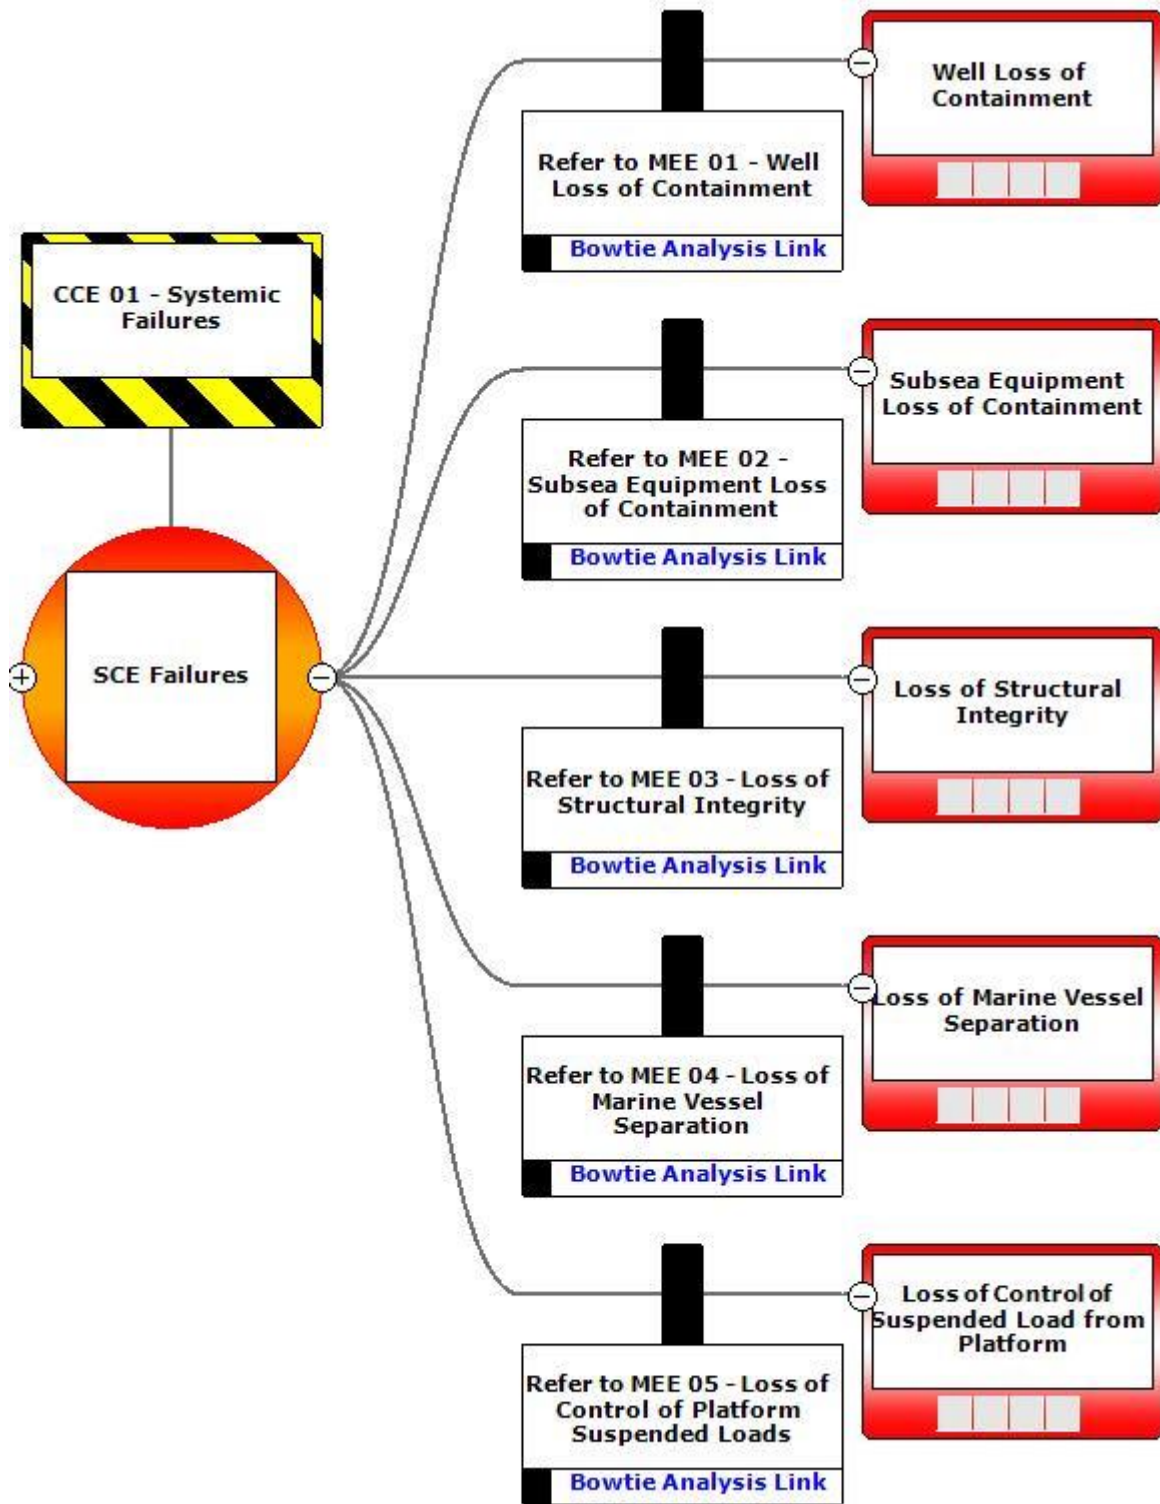 Well Loss of
Containment
Refer to MEE 01 - Well
Loss of Containment
Bowtie Analysis Link
CCE 01 - Systemic
Failures
Subsea Equipment
Loss of Containment
Refer to MEE 02 -
Subsea Equipment Loss
of Containment
Bowtie Analysis Link
SCE Failures
Loss of Structural
Integrity
Refer to MEE 03 - Loss of
Structural Integrity
Bowtie Analysis Link
Loss of Marine Vessel
Separation
Refer to MEE 04 - Loss of
Marine Vessel
Separation
Bowtie Analysis Link
Loss of Control of
Suspended Load from
Platform
Refer to MEE 05 - Loss of
Control of Platform
Suspended Loads
Bowtie Analysis Link